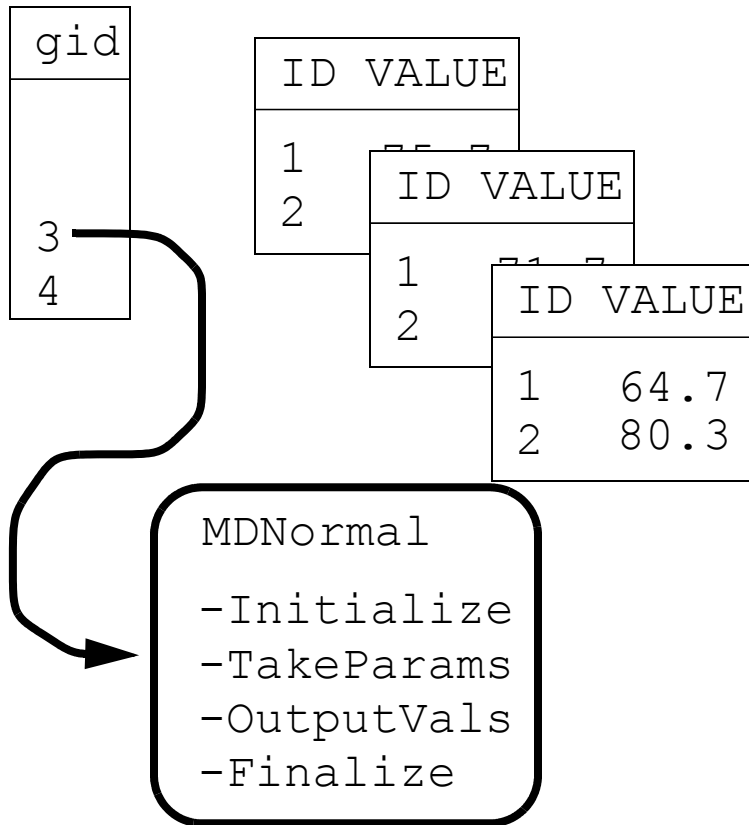 gid
3
4
ID VALUE
1
2
ID VALUE
1
2
ID VALUE
1 64.7
2 80.3
MDNormal
-Initialize
-TakeParams
-OutputVals
-Finalize